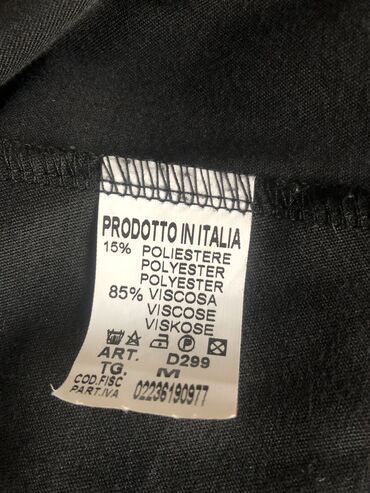 PRODOTTO IN ITALIA
15% POLIESTERE
POLYESTER
POLYESTER
85% VISCOSA
VISCOSE
VISKOSE
ART. D299
TG. M
COD.FISC
PART.IVA 02236190977